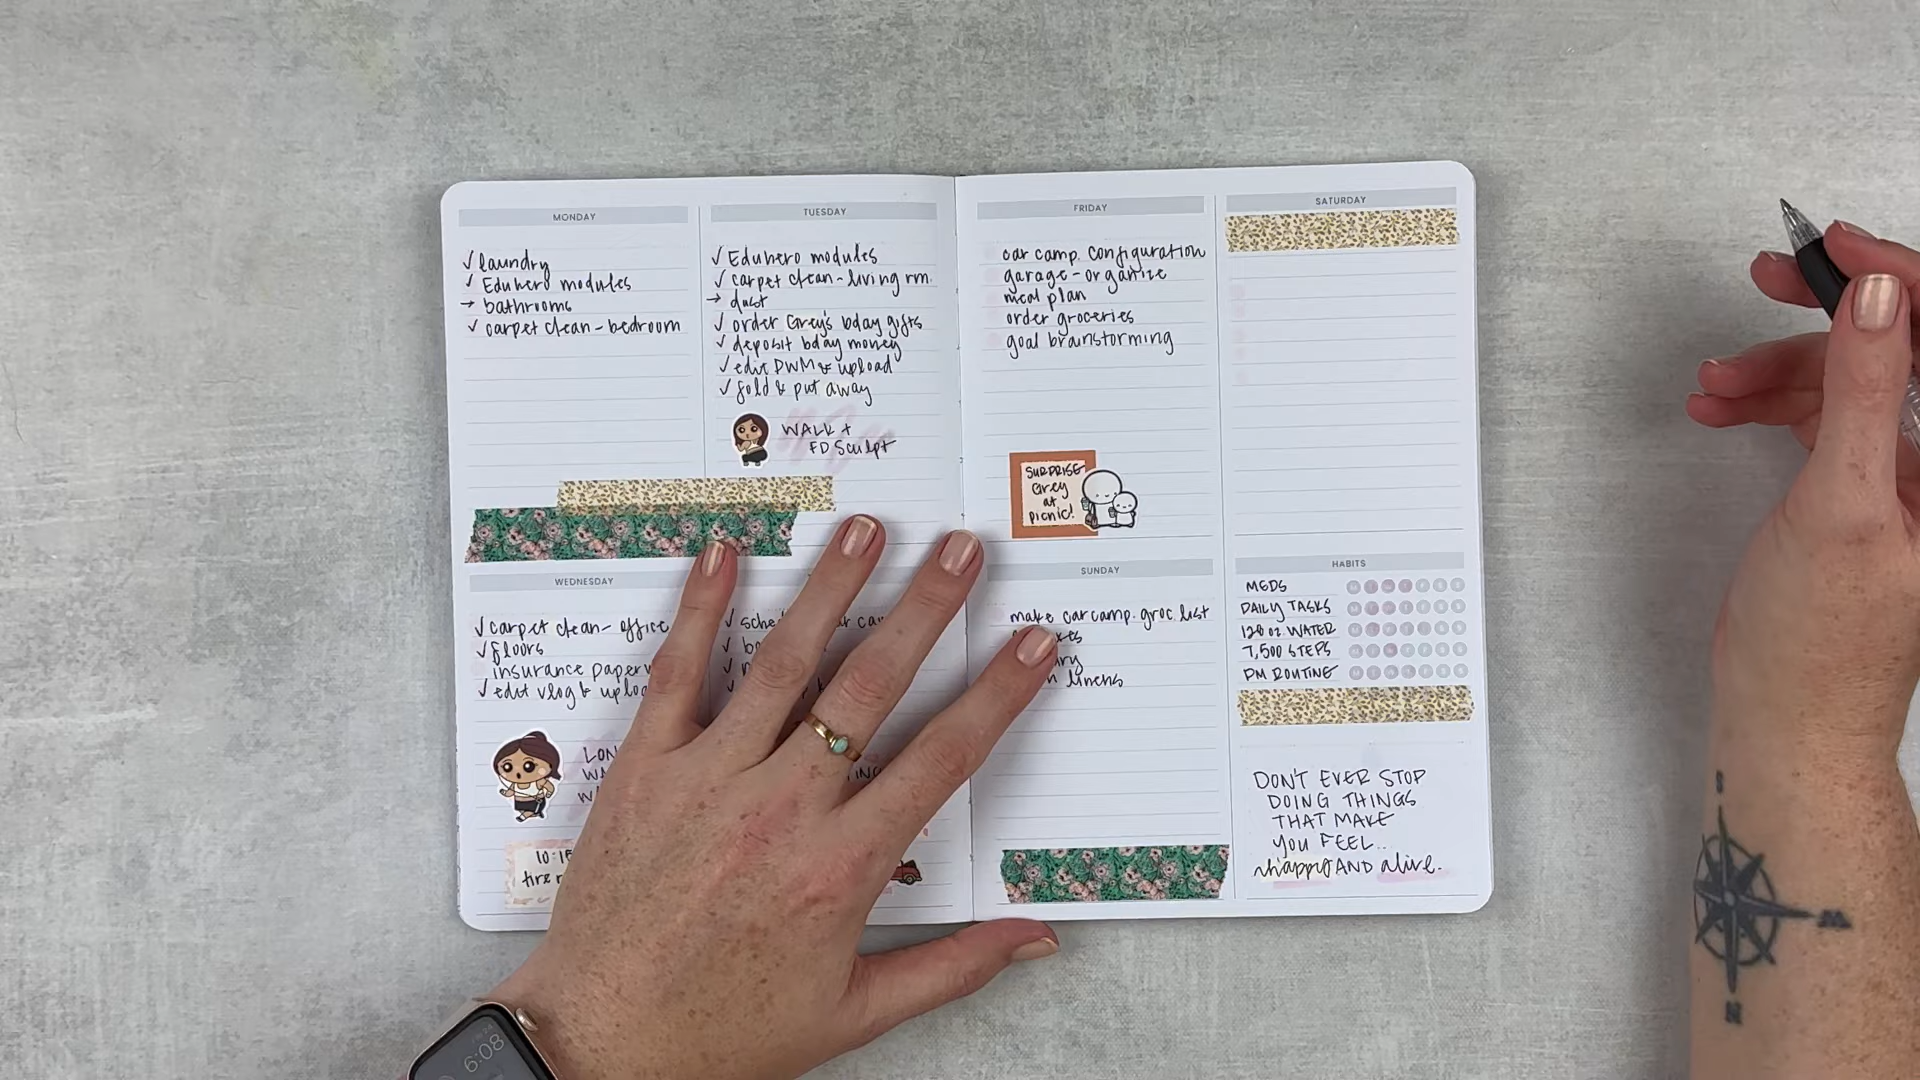 MONDAY
✓ laundry
✓ Eduhero modules
→ bathrooms
✓ carpet clean - bedroom
TUESDAY
✓ Eduhero modules
✓ carpet clean - living rm.
→ dust
✓ order Grey's bday gifts
✓ deposit bday money
✓ edit PWM & upload
✓ fold & put away
WALK +
FD Sculpt
WEDNESDAY
✓ carpet clean - office
✓ floors
insurance
✓ edit vlog &
10:15
✓
✓
✓
✓
FRIDAY
car camp. configuration
garage - organize
meal plan
order groceries
goal brainstorming
SURPRISE
Grey
at
picnic!
SUNDAY
make car camp. groc. list
linens
SATURDAY
HABITS
MEDS
DAILY TASKS
128 oz. WATER
7,500 STEPS
PM ROUTINE
DON'T EVER STOP
DOING THINGS
THAT MAKE
YOU FEEL..
happy AND alive.
6:08
N